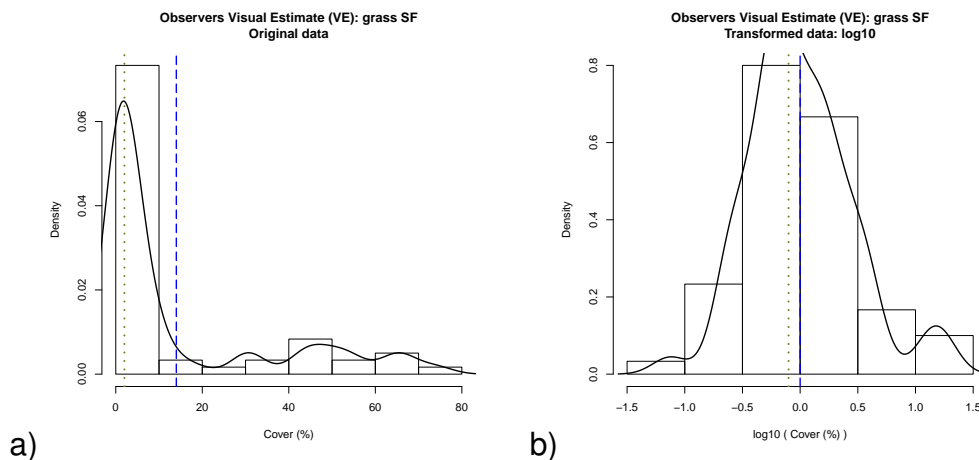 Observers Visual Estimate (VE): grass SF
Original data
Density
0.00 0.02 0.04 0.06
0 20 40 60 80
Cover (%)
a)
Observers Visual Estimate (VE): grass SF
Transformed data: log10
Density
0.0 0.2 0.4 0.6 0.8
−1.5 −1.0 −0.5 0.0 0.5 1.0 1.5
log10 ( Cover (%) )
b)